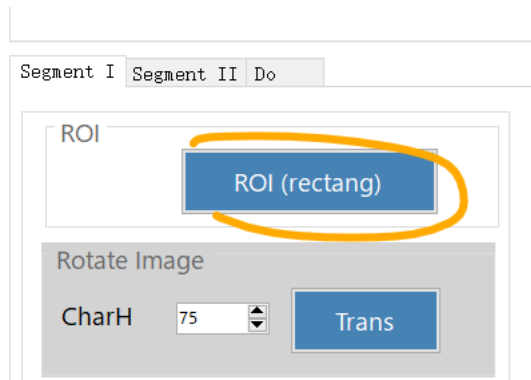 Segment I Segment II Do
ROI
ROI (rectang)
Rotate Image
CharH 75 Trans